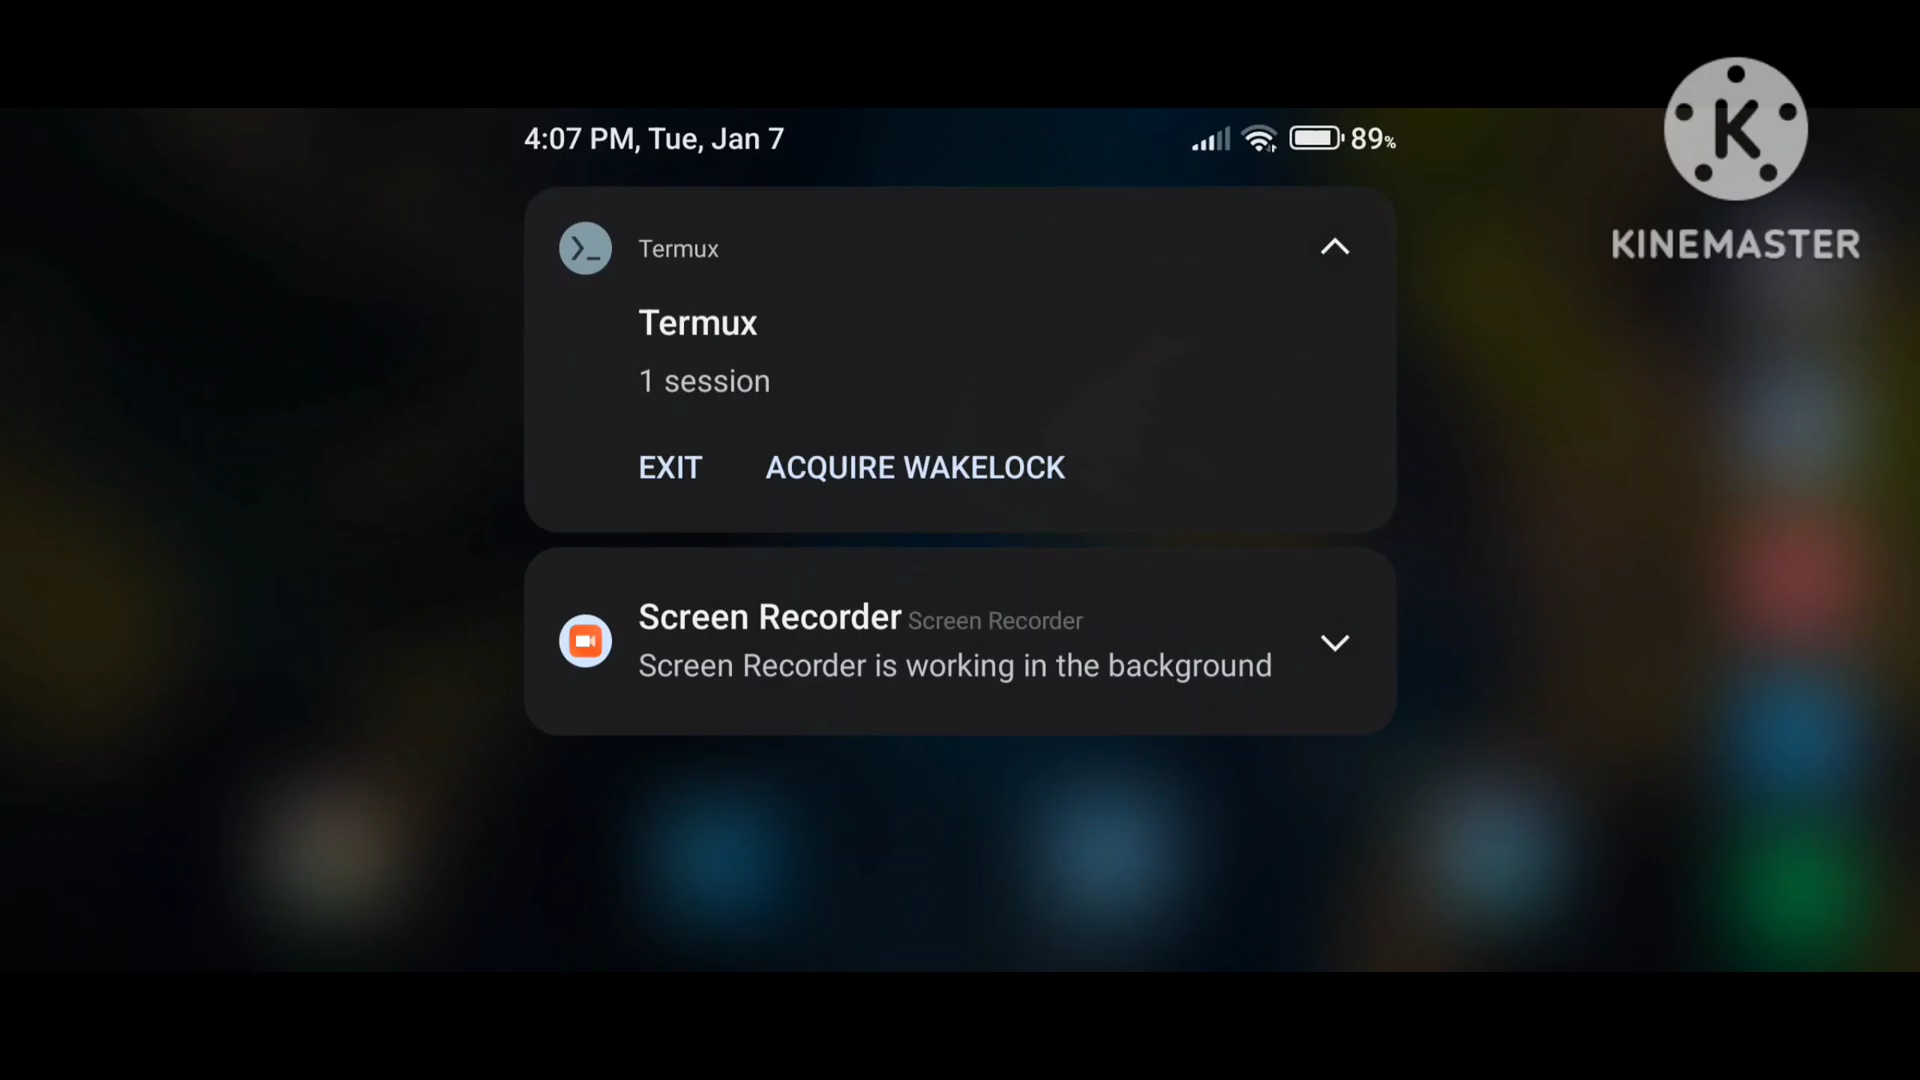 4:07 PM, Tue, Jan 7
89%
K
KINEMASTER
Termux
Termux
1 session
EXIT ACQUIRE WAKELOCK
Screen Recorder Screen Recorder
Screen Recorder is working in the background